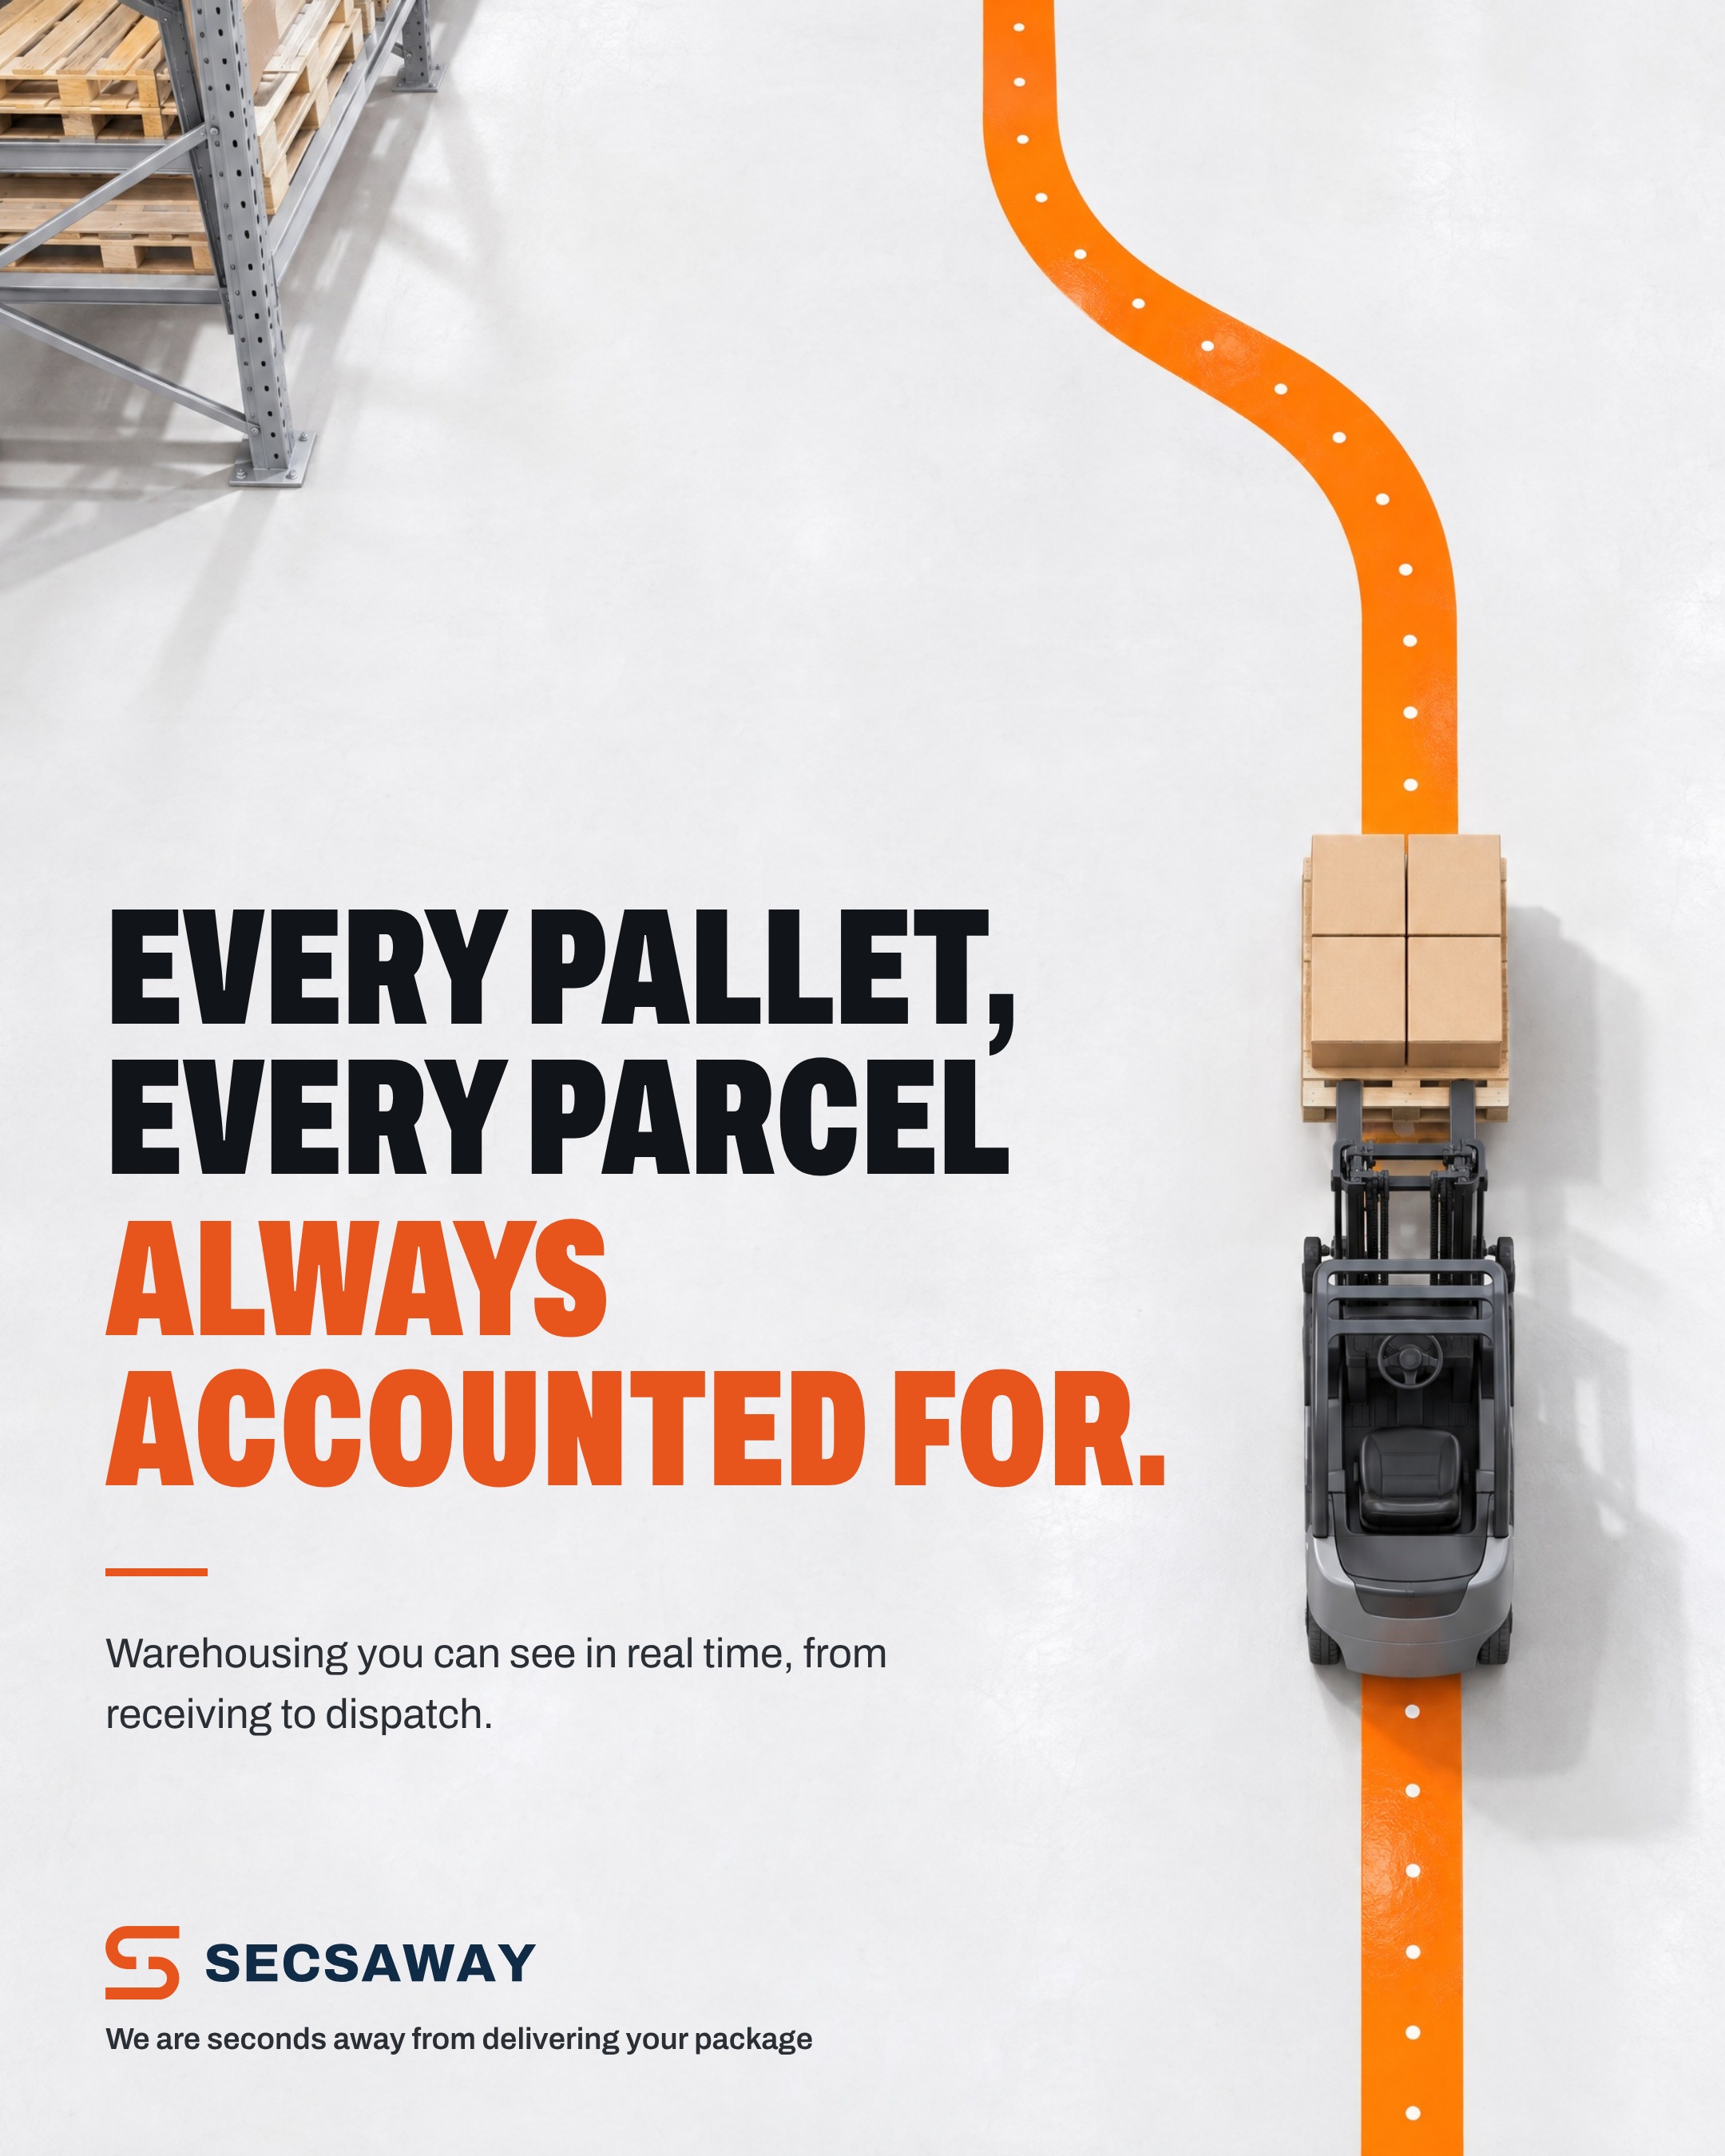 EVERY PALLET,
EVERY PARCEL
ALWAYS
ACCOUNTED FOR.
Warehousing you can see in real time, from
receiving to dispatch.
SECSAWAY
We are seconds away from delivering your package